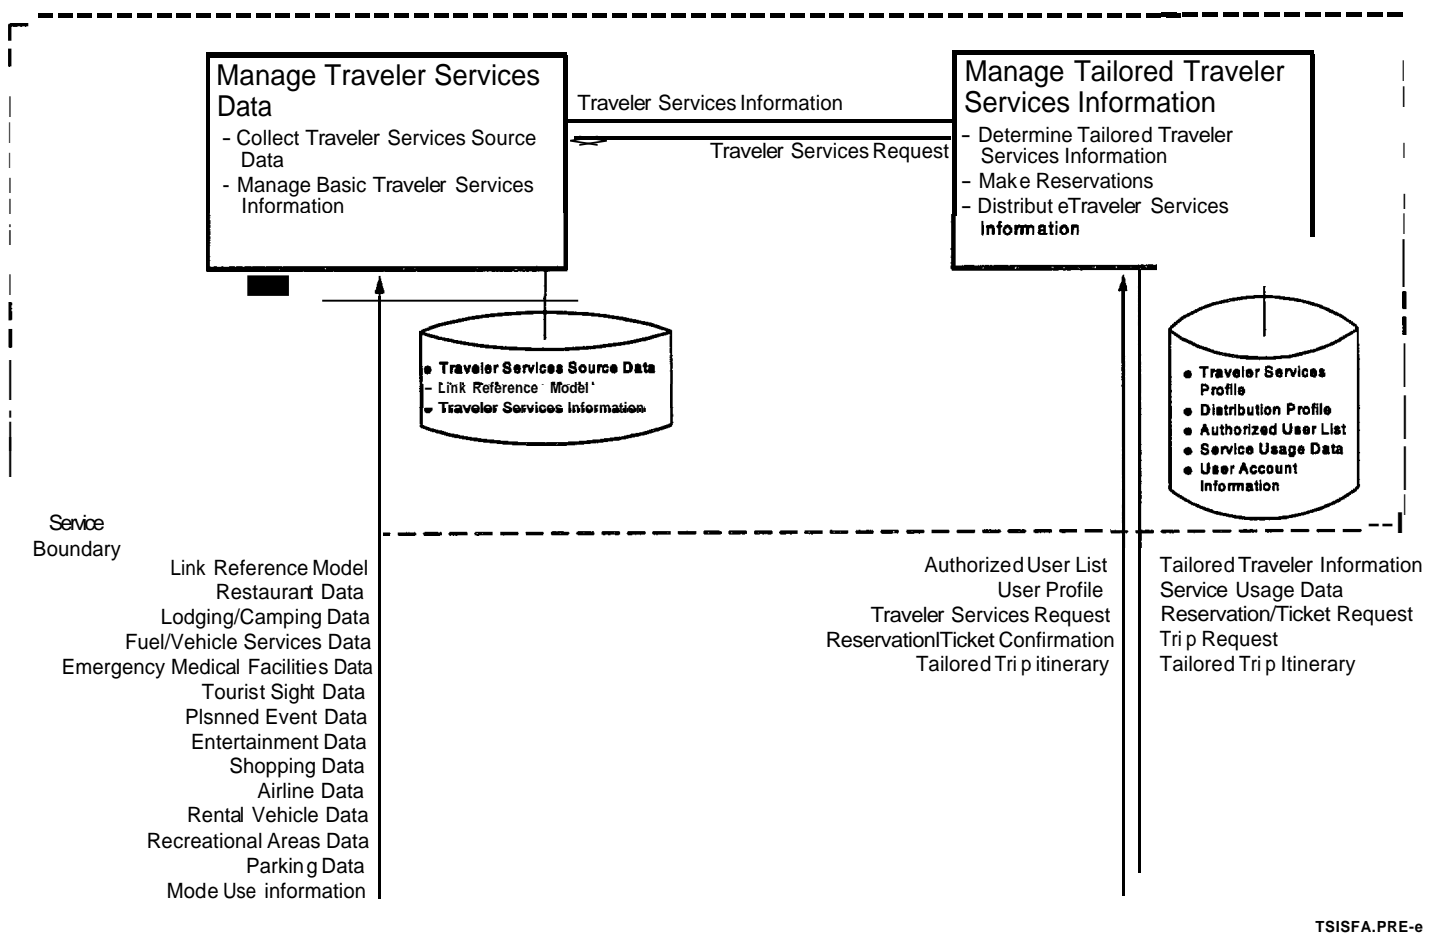 Manage Traveler Services
Data
- Collect Traveler Services Source
Data
- Manage Basic Traveler Services
Information
Traveler Services Information
Traveler Services Request
Manage Tailored Traveler
Services Information
- Determine Tailored Traveler
Services Information
- Make Reservations
- Distribut eTraveler Services
Information
● Traveler Services Source Data
- Link Reference Model
● Traveler Services Information
● Traveler Services
Profile
● Distribution Profile
● Authorized User List
● Service Usage Data
● User Account
Information
Service
Boundary
Link Reference Model
Restaurant Data
Lodging/Camping Data
Fuel/Vehicle Services Data
Emergency Medical Facilities Data
Tourist Sight Data
Plsnned Event Data
Entertainment Data
Shopping Data
Airline Data
Rental Vehicle Data
Recreational Areas Data
Parking Data
Mode Use information
Authorized User List
User Profile
Traveler Services Request
ReservationlTicket Confirmation
Tailored Trip itinerary
Tailored Traveler Information
Service Usage Data
Reservation/Ticket Request
Trip Request
Tailored Trip Itinerary
TSISFA.PRE-e